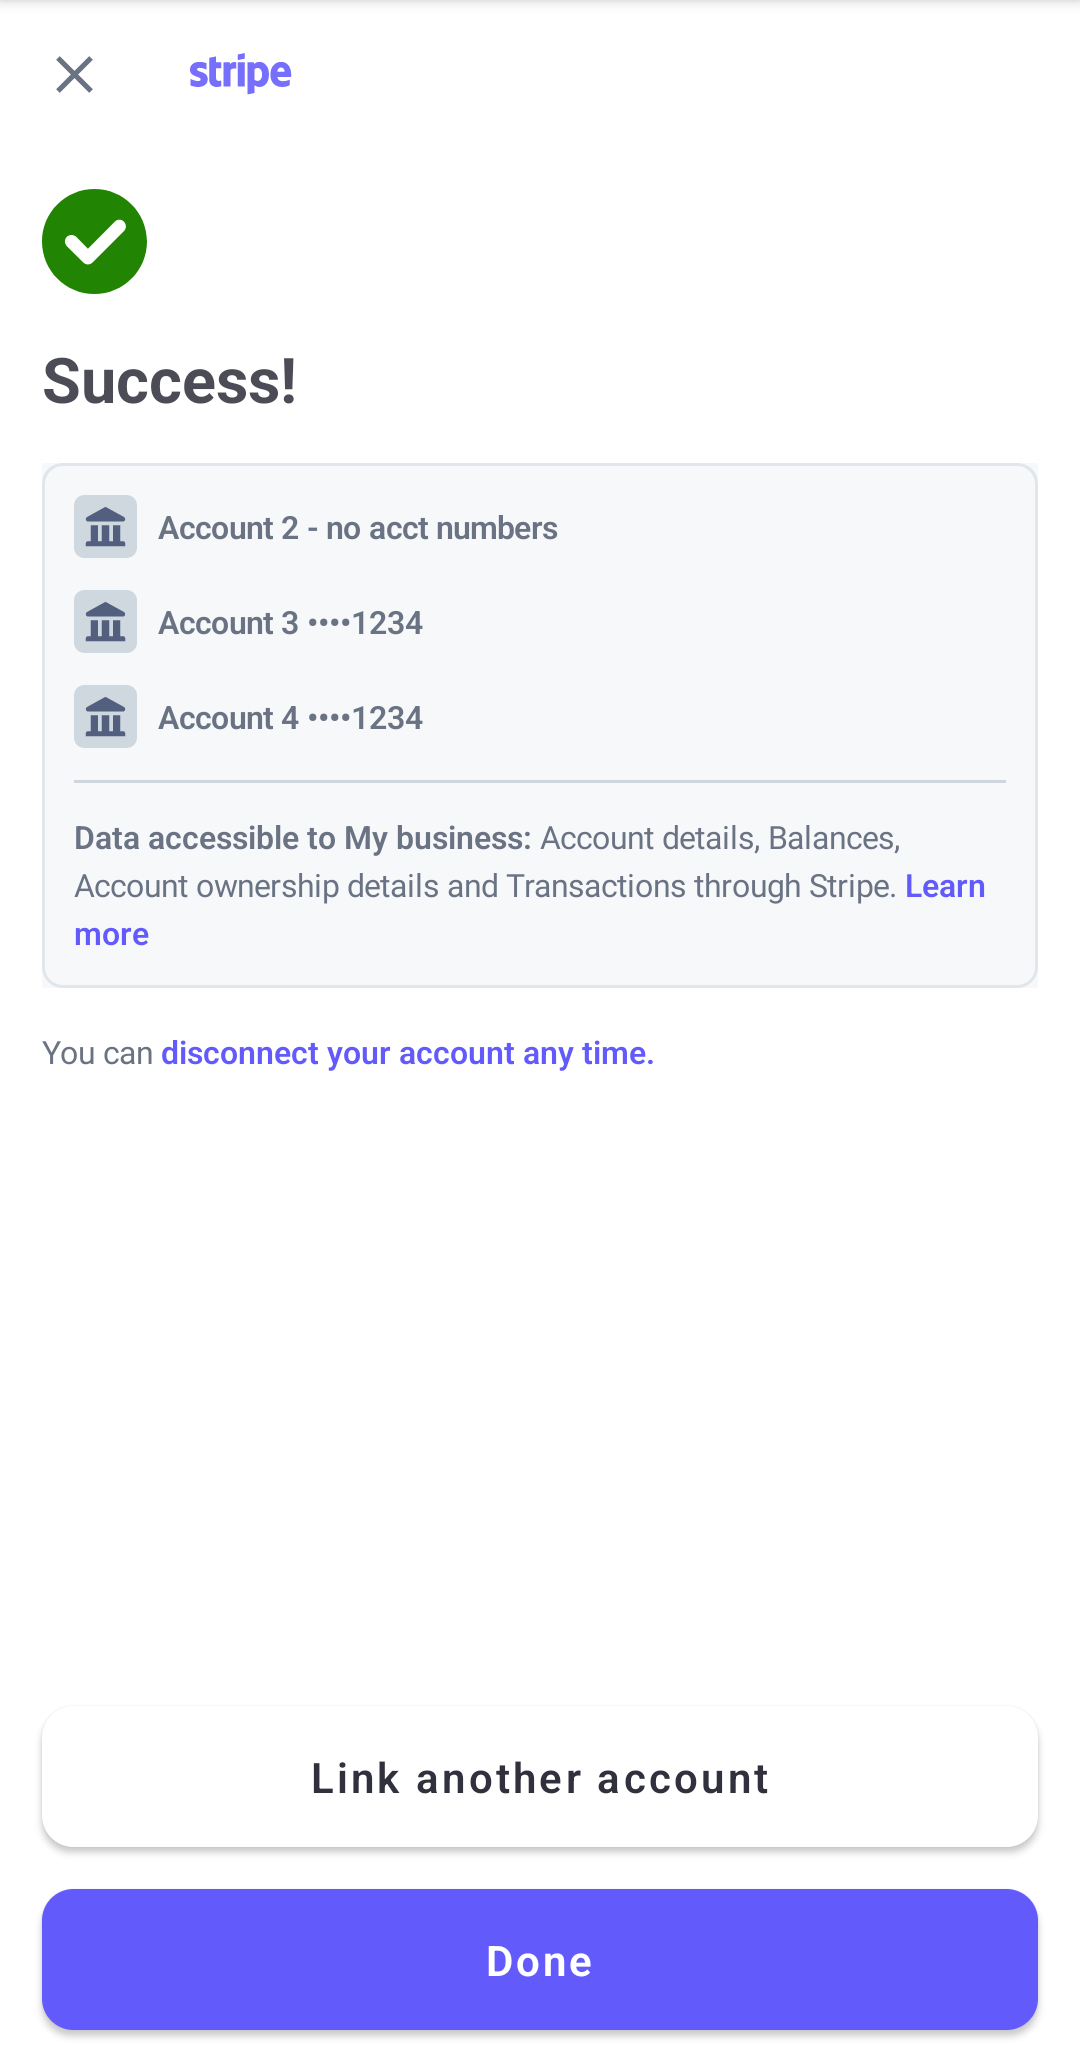 stripe
Success!
Account 2 - no acct numbers
Account 3 ••••1234
Account 4 ••••1234
Data accessible to My business: Account details, Balances,
Account ownership details and Transactions through Stripe. Learn
more
You can disconnect your account any time.
Link another account
Done